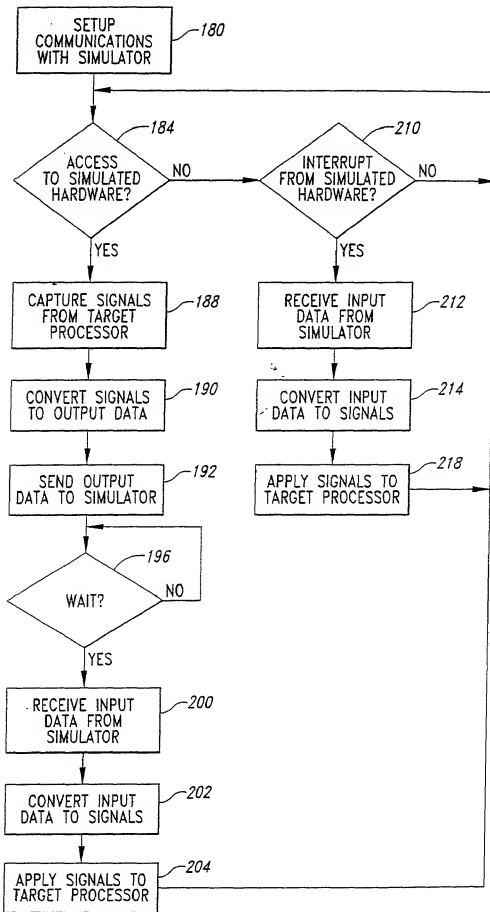 SETUP
COMMUNICATIONS
WITH SIMULATOR
180
184
ACCESS
TO SIMULATED
HARDWARE?
NO
YES
210
INTERRUPT
FROM SIMULATED
HARDWARE?
NO
YES
CAPTURE SIGNALS
FROM TARGET
PROCESSOR
188
RECEIVE INPUT
DATA FROM
SIMULATOR
212
CONVERT SIGNALS
TO OUTPUT DATA
190
CONVERT INPUT
DATA TO SIGNALS
214
SEND OUTPUT
DATA TO SIMULATOR
192
APPLY SIGNALS TO
TARGET PROCESSOR
218
196
WAIT?
NO
YES
RECEIVE INPUT
DATA FROM
SIMULATOR
200
CONVERT INPUT
DATA TO SIGNALS
202
APPLY SIGNALS TO
TARGET PROCESSOR
204